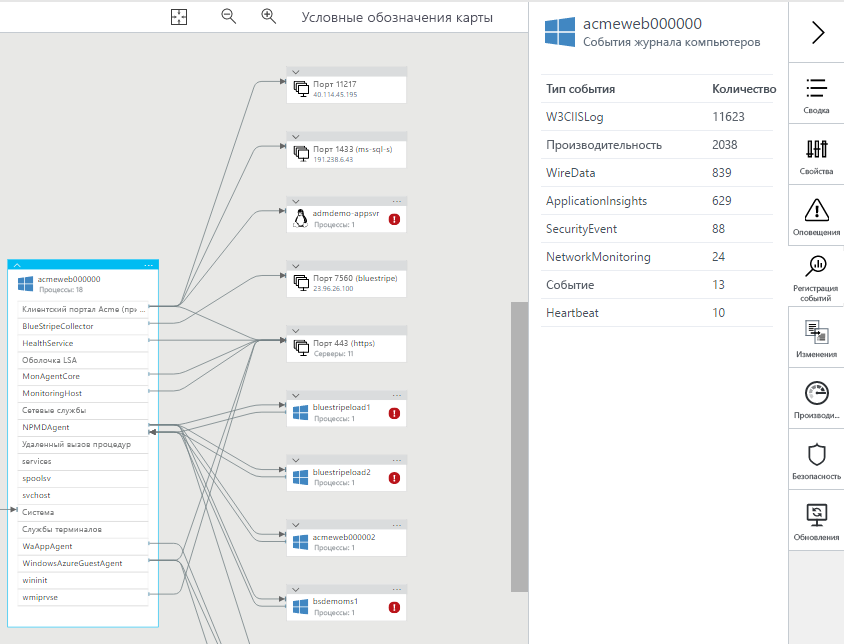 Условные обозначения карты
acmeweb000000
Процессы: 18
Клиентский портал Acme (при ...
BlueStripeCollector
HealthService
Оболочка LSA
MonAgentCore
MonitoringHost
Сетевые службы
NPMDAgent
Удаленный вызов процедур
services
spoolsv
svchost
Система
Службы терминалов
WaAppAgent
WindowsAzureGuestAgent
wininit
wmiprvse
Порт 11217
40.114.45.195
Порт 1433 (ms-sql-s)
191.238.6.43
admdemo-appsvr
Процессы: 1
Порт 7560 (bluestripe)
23.96.26.100
Порт 443 (https)
Серверы: 11
bluestripeload1
Процессы: 1
bluestripeload2
Процессы: 1
acmeweb000002
Процессы: 1
bsdemoms1
Процессы: 1
acmeweb000000
События журнала компьютеров
Тип события Количество
W3CIISLog 11623
Производительность 2038
WireData 839
ApplicationInsights 629
SecurityEvent 88
NetworkMonitoring 24
Событие 13
Heartbeat 10
Сводка
Свойства
Оповещения
Регистрация
событий
Изменения
Производи...
Безопасность
Обновления